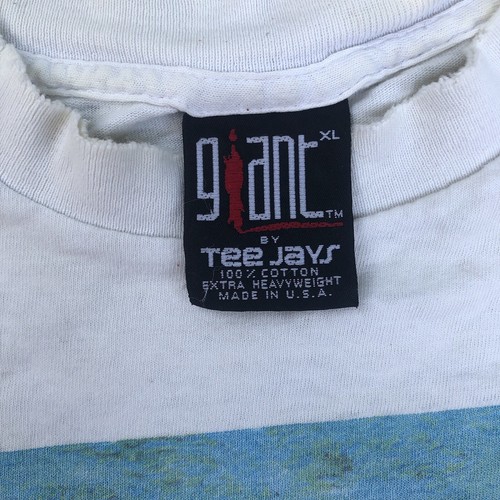 giant XL
TM
BY
Tee Jays
100% COTTON
EXTRA HEAVYWEIGHT
MADE IN U.S.A.